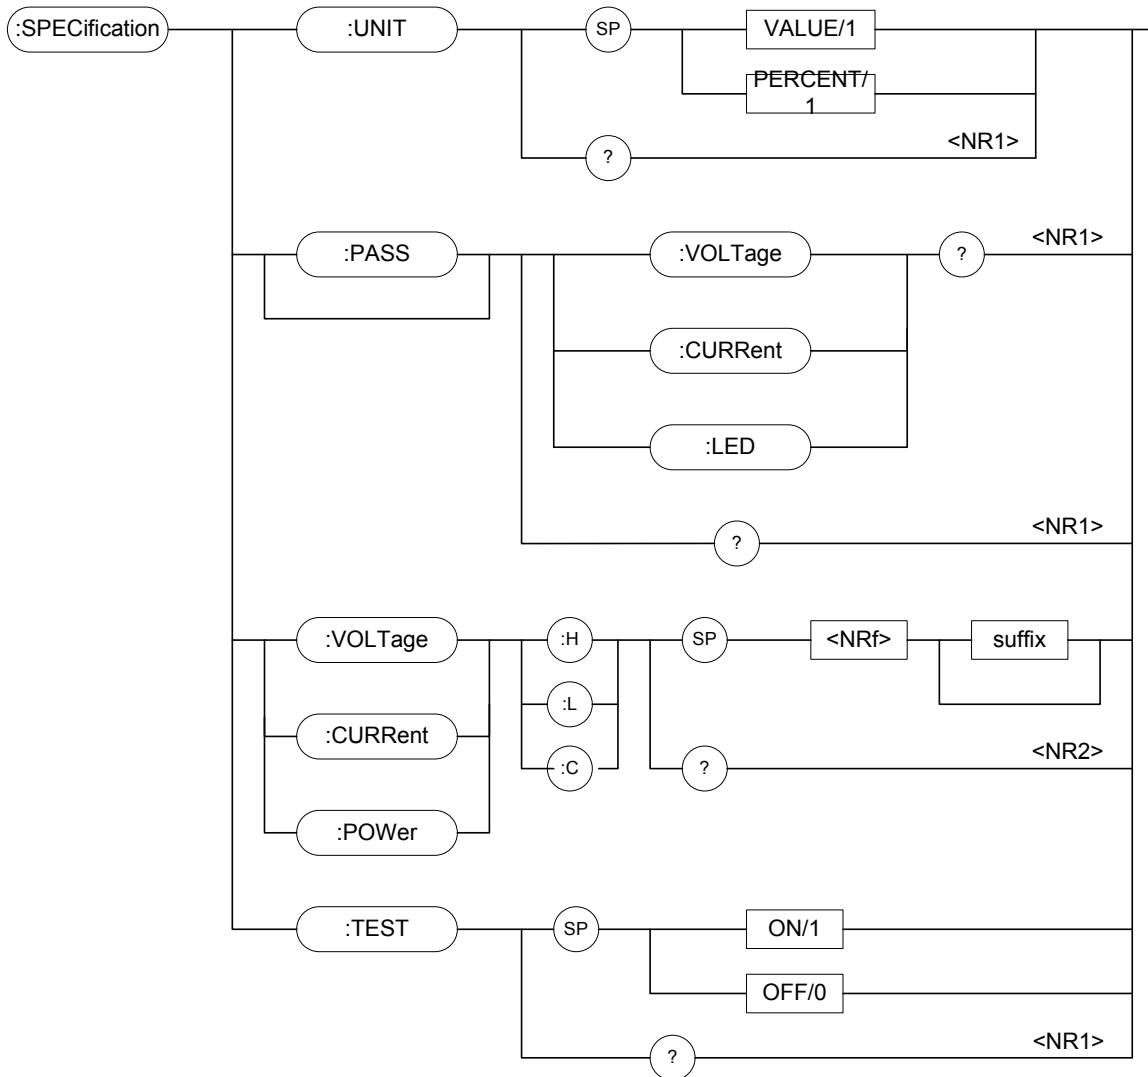 :SPECification
:UNIT
SP
VALUE/1
PERCENT/
1
?
<NR1>
:PASS
:VOLTage
?
<NR1>
:CURRent
:LED
?
<NR1>
:VOLTage
:H
SP
<NRf>
suffix
:L
:CURRent
:C
?
<NR2>
:POWer
:TEST
SP
ON/1
OFF/0
?
<NR1>